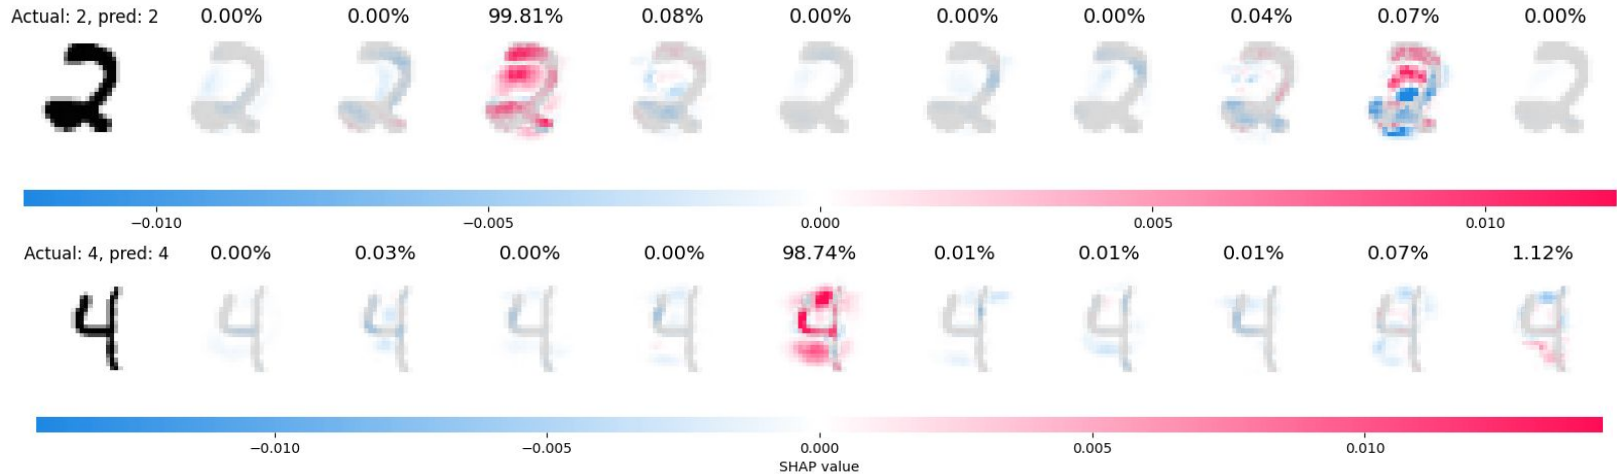 Actual: 2, pred: 2 0.00% 0.00% 99.81% 0.08% 0.00% 0.00% 0.00% 0.04% 0.07% 0.00%
2
−0.010 −0.005 0.000 0.005 0.010
Actual: 4, pred: 4 0.00% 0.03% 0.00% 0.00% 98.74% 0.01% 0.01% 0.01% 0.07% 1.12%
4
−0.010 −0.005 0.000 0.005 0.010
SHAP value